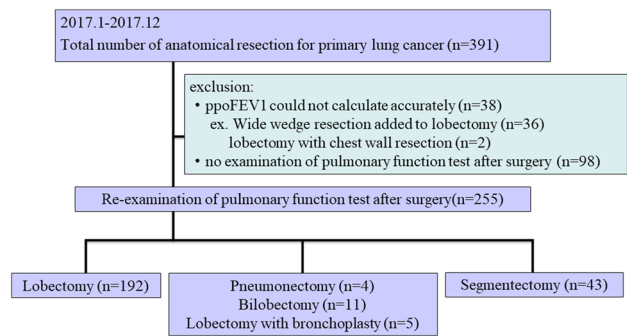 2017.1-2017.12
Total number of anatomical resection for primary lung cancer (n=391)
exclusion:
• ppoFEV1 could not calculate accurately (n=38)
ex. Wide wedge resection added to lobectomy (n=36)
lobectomy with chest wall resection (n=2)
• no examination of pulmonary function test after surgery (n=98)
Re-examination of pulmonary function test after surgery(n=255)
Lobectomy (n=192)
Pneumonectomy (n=4)
Bilobectomy (n=11)
Lobectomy with bronchoplasty (n=5)
Segmentectomy (n=43)